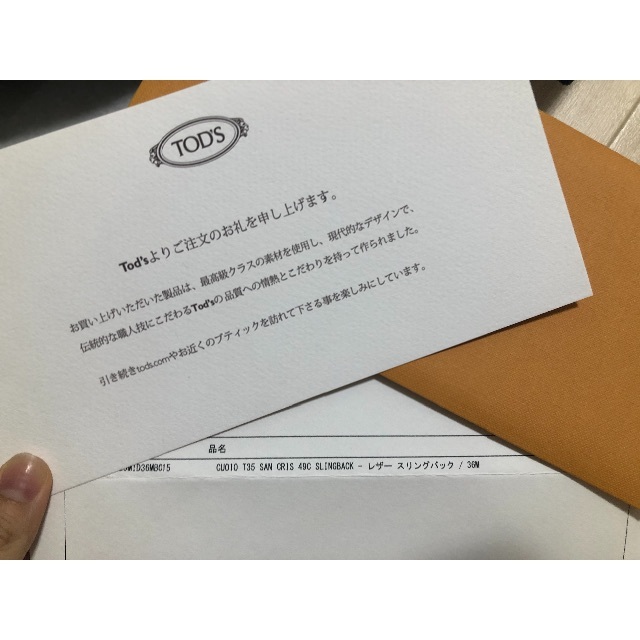 TOD'S
Tod'sよりご注文のお礼を申し上げます。
お買い上げいただいた製品は、最高級クラスの素材を使用し、現代的なデザインで、
伝統的な職人技にこだわるTod'sの品質への情熱とこだわりを持って作られました。
引き続きtods.comやお近くのブティックを訪れて下さる事を楽しみにしています。
品名
CUOIO T35 SAN CRIS 49C SLINGBACK - レザー スリングバック / 36M